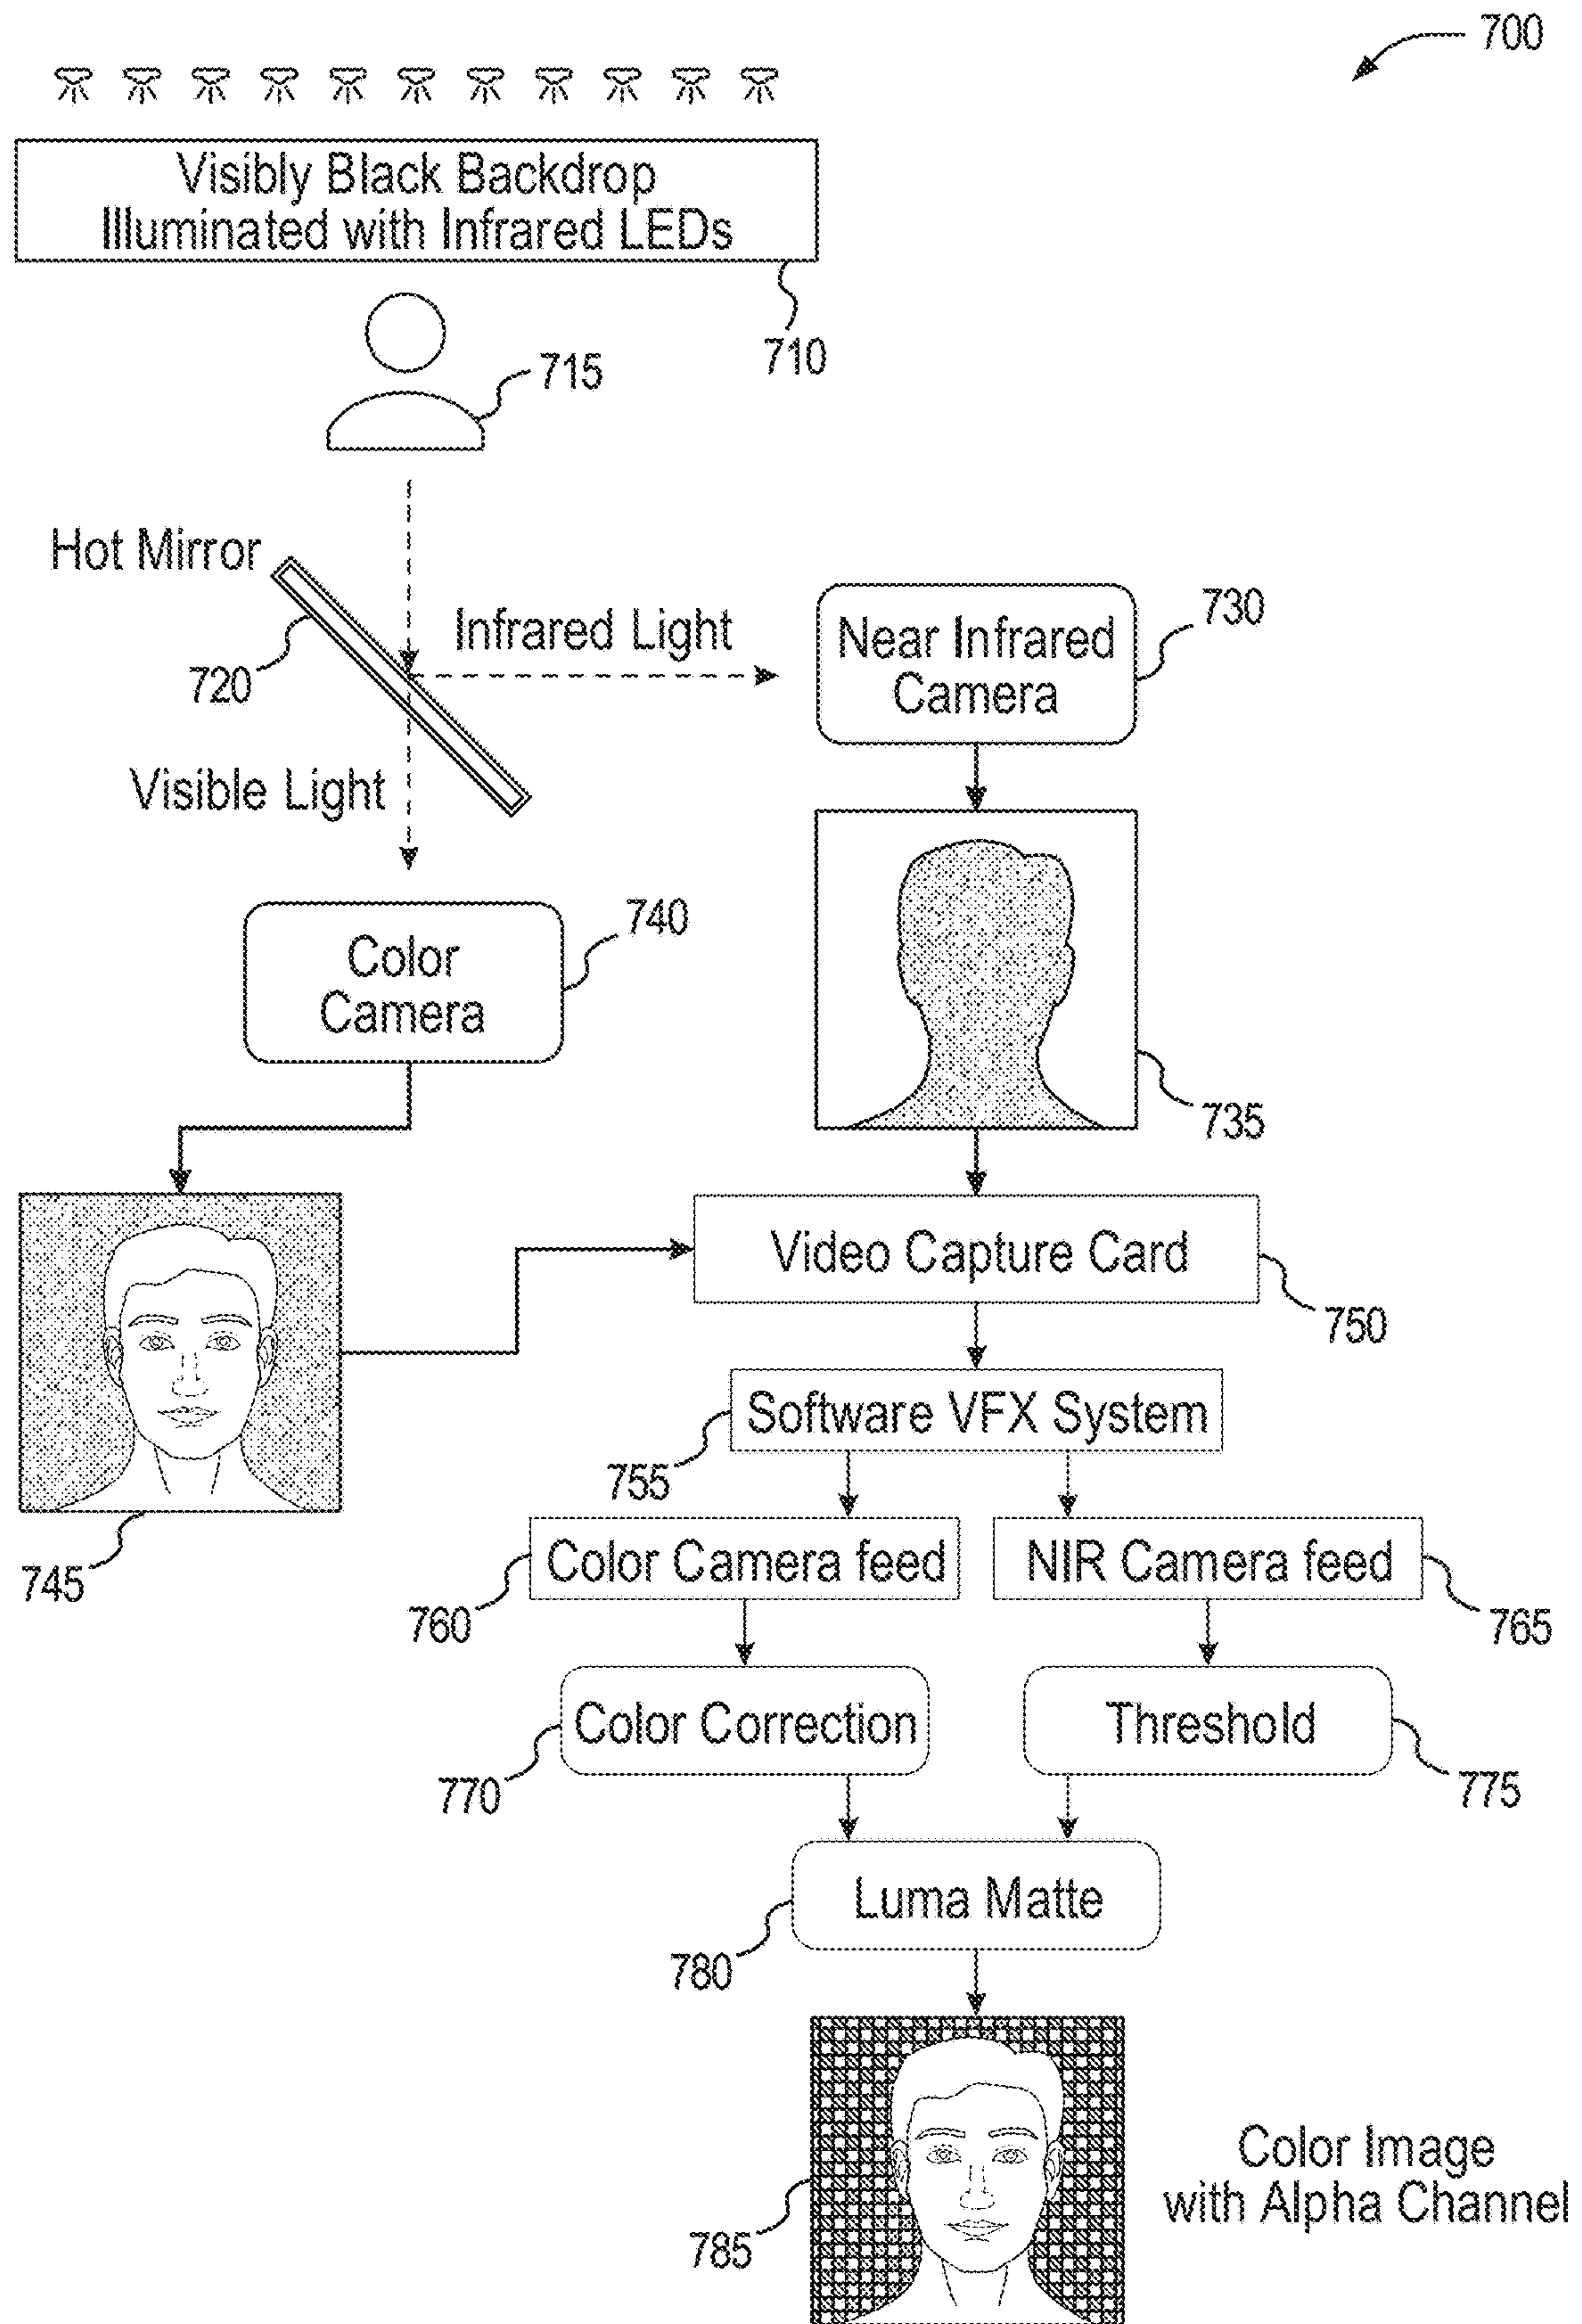 700
Visibly Black Backdrop
Illuminated with Infrared LEDs
710
715
Hot Mirror
720
Infrared Light
Near Infrared
Camera
730
Visible Light
Color
Camera
740
735
Video Capture Card
750
745
Software VFX System
755
Color Camera feed
760
NIR Camera feed
765
Color Correction
770
Threshold
775
Luma Matte
780
785
Color Image
with Alpha Channel